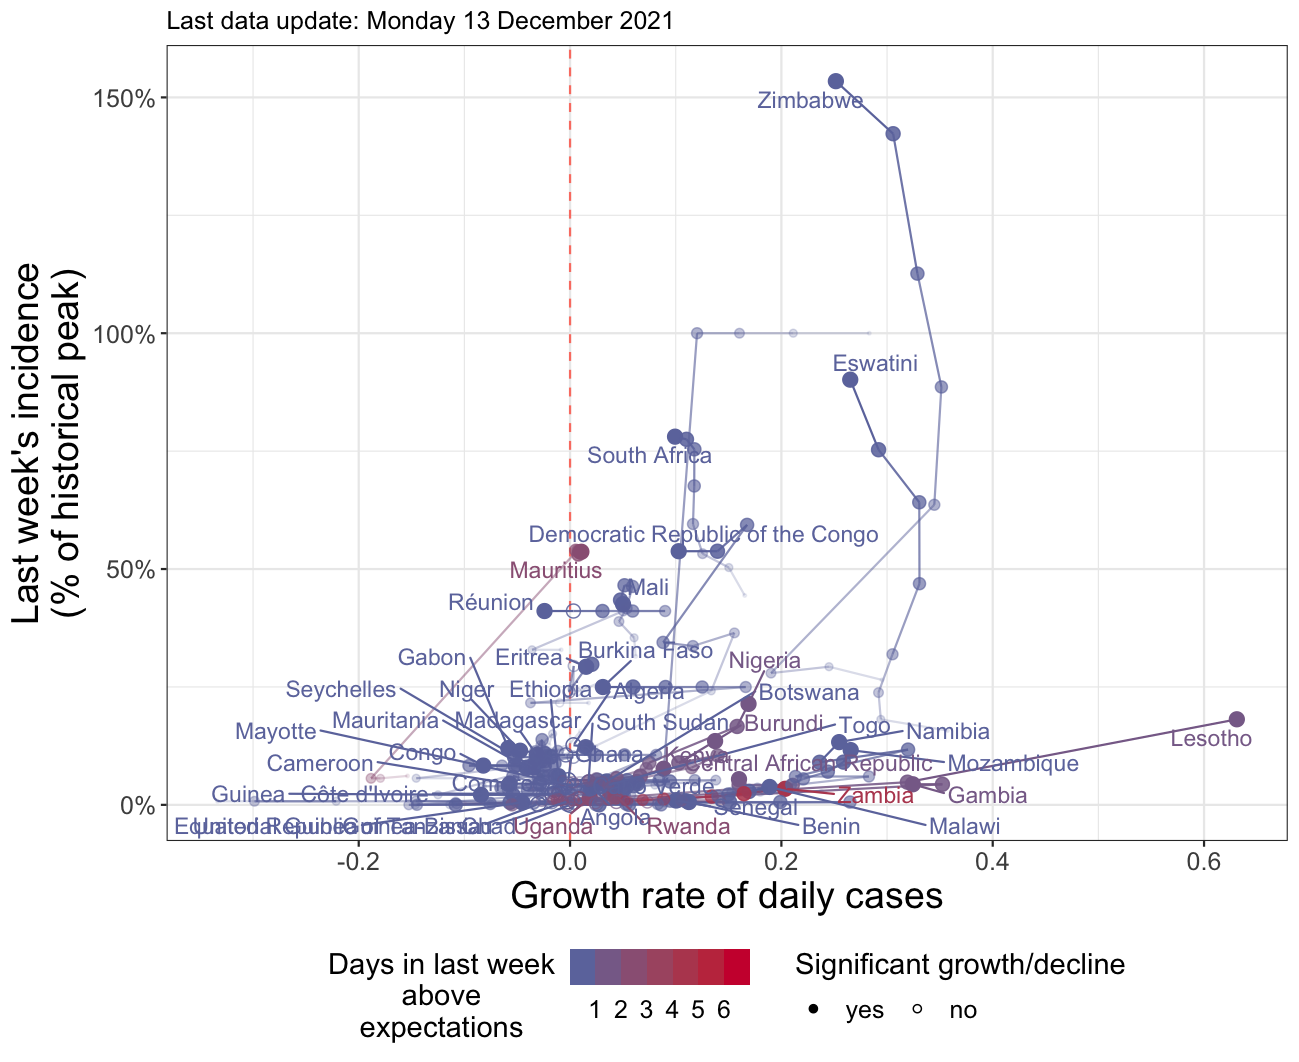 Last data update: Monday 13 December 2021
Last week's incidence
(% of historical peak)
150%
100%
50%
0%
Zimbabwe
Eswatini
South Africa
Democratic Republic of the Congo
Mauritius
Mali
Réunion
Gabon
Eritrea
Burkina Faso
Nigeria
Seychelles
Niger
Ethiopia
Algeria
Botswana
Mauritania
Madagascar
South Sudan
Burundi
Togo
Namibia
Lesotho
Mayotte
Congo
Ghana
Kenya
Cameroon
Central African Republic
Mozambique
Verde
Guinea
Côte d'Ivoire
Senegal
Zambia
Gambia
Angola
Equatorial Guinea
United Republic of Tanzania
Guinea-Bissau
Chad
Uganda
Rwanda
Benin
Malawi
-0.2
0.0
0.2
0.4
0.6
Growth rate of daily cases
Days in last week
above
expectations
1 2 3 4 5 6
Significant growth/decline
yes
no